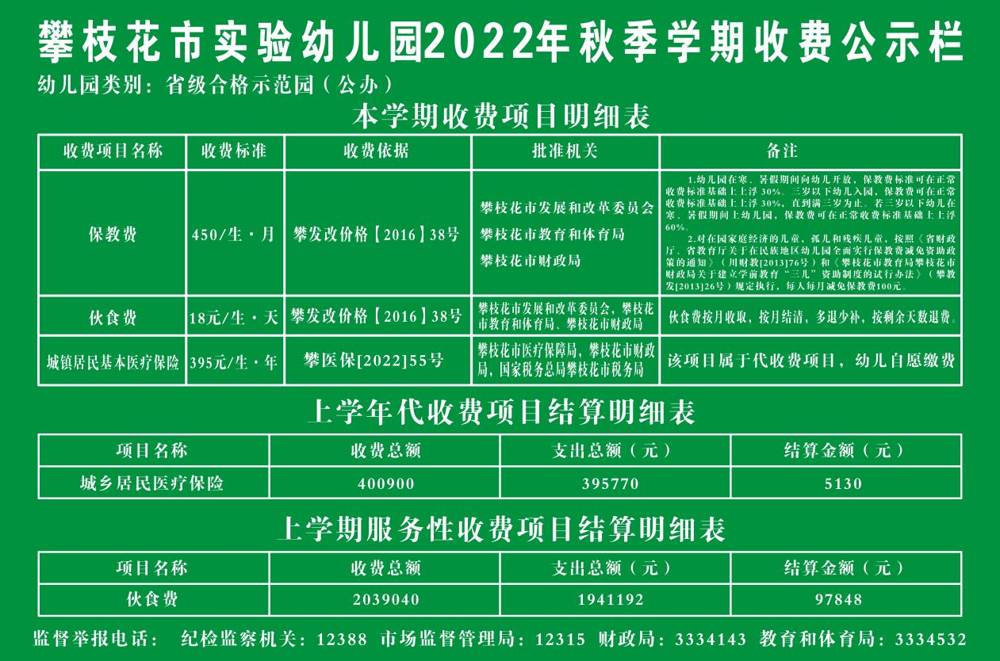 攀枝花市实验幼儿园2022年秋季学期收费公示栏
幼儿园类别：省级合格示范园（公办）
本学期收费项目明细表
收费项目名称 收费标准 收费依据 批准机关 备注
保教费 450/生·月 攀发改价格【2016】38号
攀枝花市发展和改革委员会
攀枝花市教育和体育局
攀枝花市财政局
1.幼儿园在寒、暑假期间向幼儿开放，保教费标准可在正常
收费标准基础上上浮30%。三岁以下幼儿入园，保教费可在正常
收费标准基础上上浮30%，直到满三岁为止。若三岁以下幼儿在
寒、暑假期间上幼儿园，保教费可在正常收费标准基础上上浮
60%。
2.对在园家庭经济的儿童，孤儿和残疾儿童，按照《省财政
厅、省教育厅关于在民族地区幼儿园全面实行保教费减免资助政
策的通知》（川财教[2013]76号）和《攀枝花市教育局攀枝花市
财政局关于建立学前教育“三儿”资助制度的试行办法》（攀教
发[2013]26号）规定执行，每人每月减免保教费100元。
伙食费 18元/生·天 攀发改价格【2016】38号
攀枝花市发展和改革委员会，攀枝花
市教育和体育局、攀枝花市财政局
伙食费按月收取，按月结清，多退少补，按剩余天数退费。
城镇居民基本医疗保险 395元/生·年 攀医保[2022]55号
攀枝花市医疗保障局，攀枝花市财政
局，国家税务总局攀枝花市税务局
该项目属于代收费项目，幼儿自愿缴费
上学年代收费项目结算明细表
项目名称 收费总额 支出总额（元） 结算金额（元）
城乡居民医疗保险 400900 395770 5130
上学期服务性收费项目结算明细表
项目名称 收费总额 支出总额（元） 结算金额（元）
伙食费 2039040 1941192 97848
监督举报电话： 纪检监察机关：12388 市场监督管理局：12315 财政局：3334143 教育和体育局：3334532